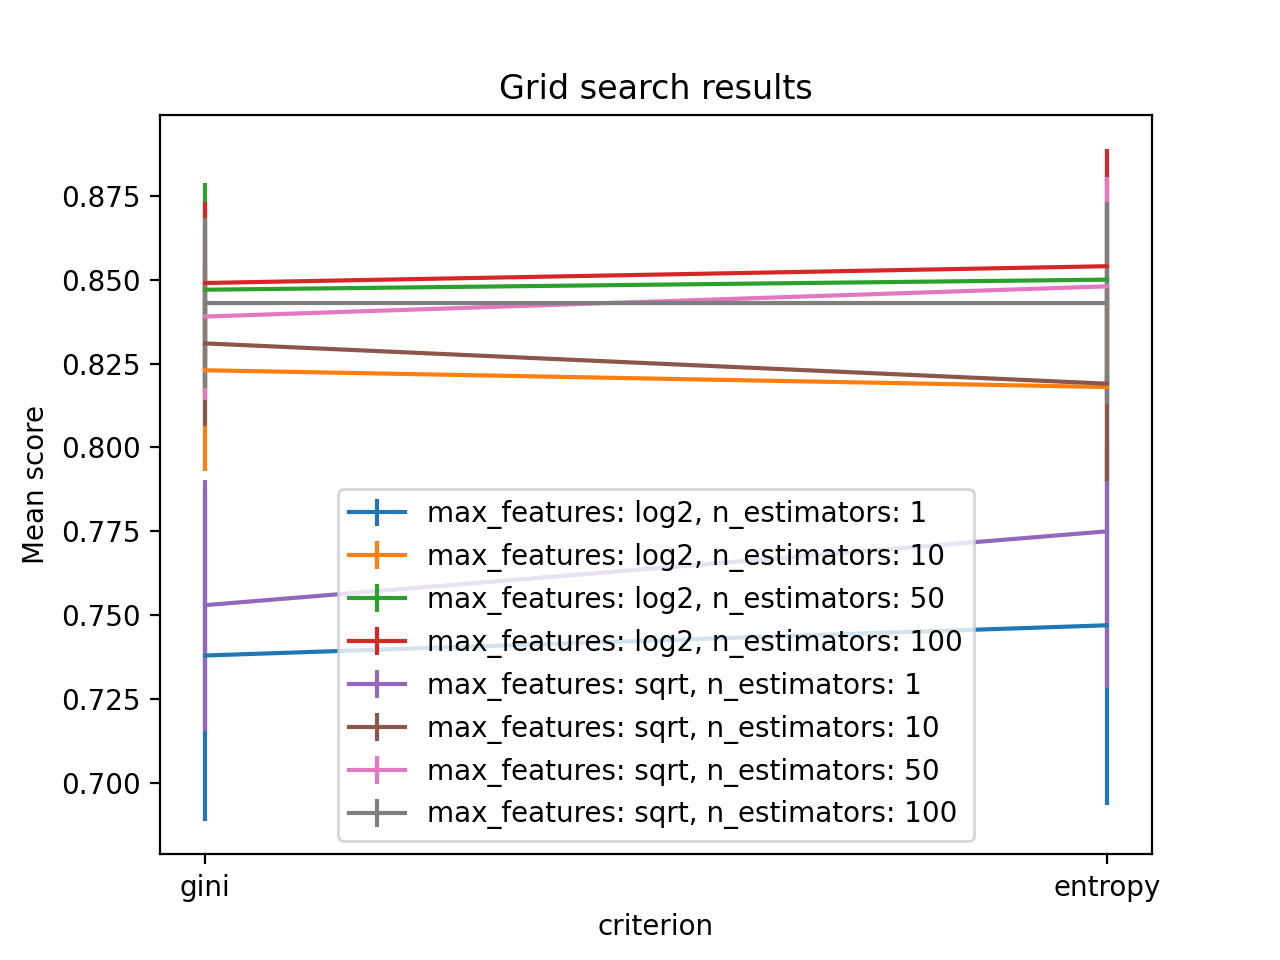 Grid search results
Mean score
0.875
0.850
0.825
0.800
0.775
0.750
0.725
0.700
max_features: log2, n_estimators: 1
max_features: log2, n_estimators: 10
max_features: log2, n_estimators: 50
max_features: log2, n_estimators: 100
max_features: sqrt, n_estimators: 1
max_features: sqrt, n_estimators: 10
max_features: sqrt, n_estimators: 50
max_features: sqrt, n_estimators: 100
gini
entropy
criterion